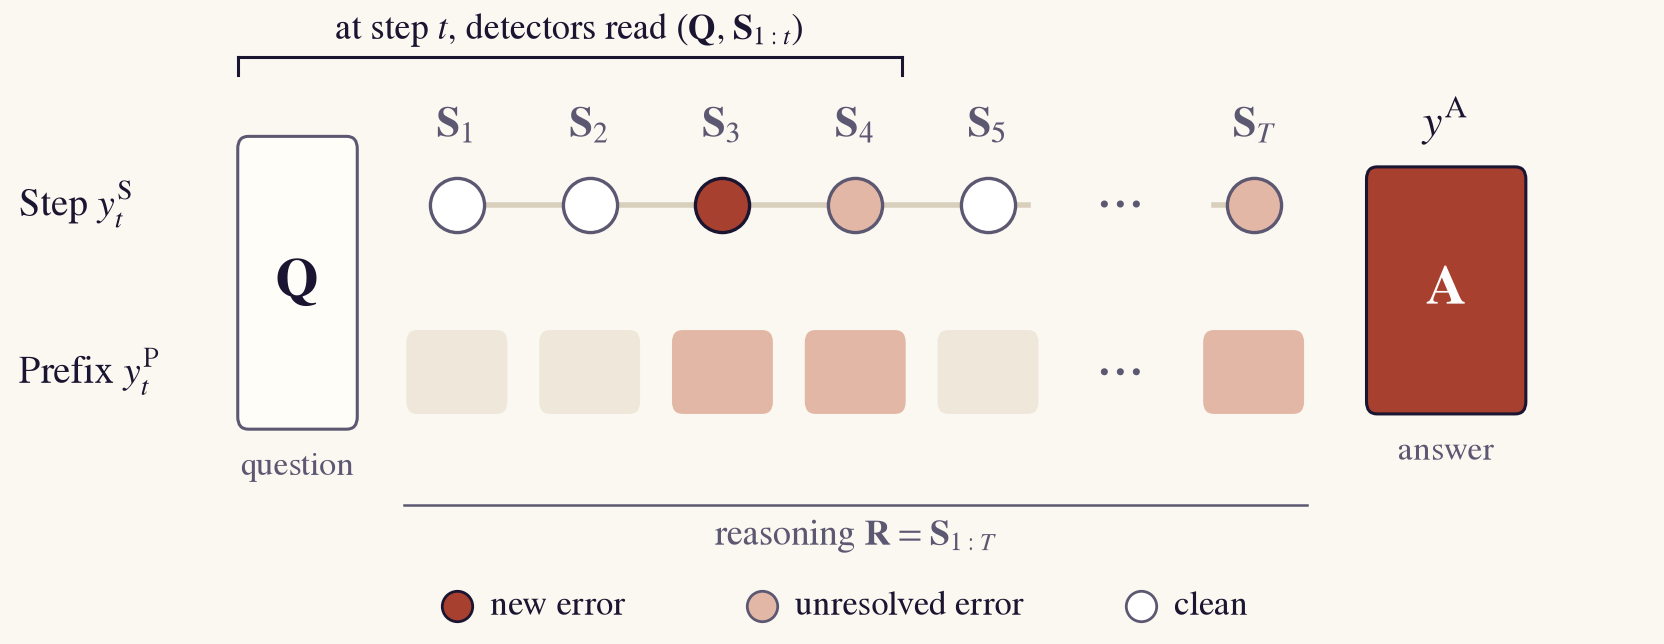 at step t, detectors read (Q, S1 : t)
S1 S2 S3 S4 S5 ST yA
Step ytS
Q
A
Prefix ytP
question
answer
reasoning R = S1 : T
new error unresolved error clean